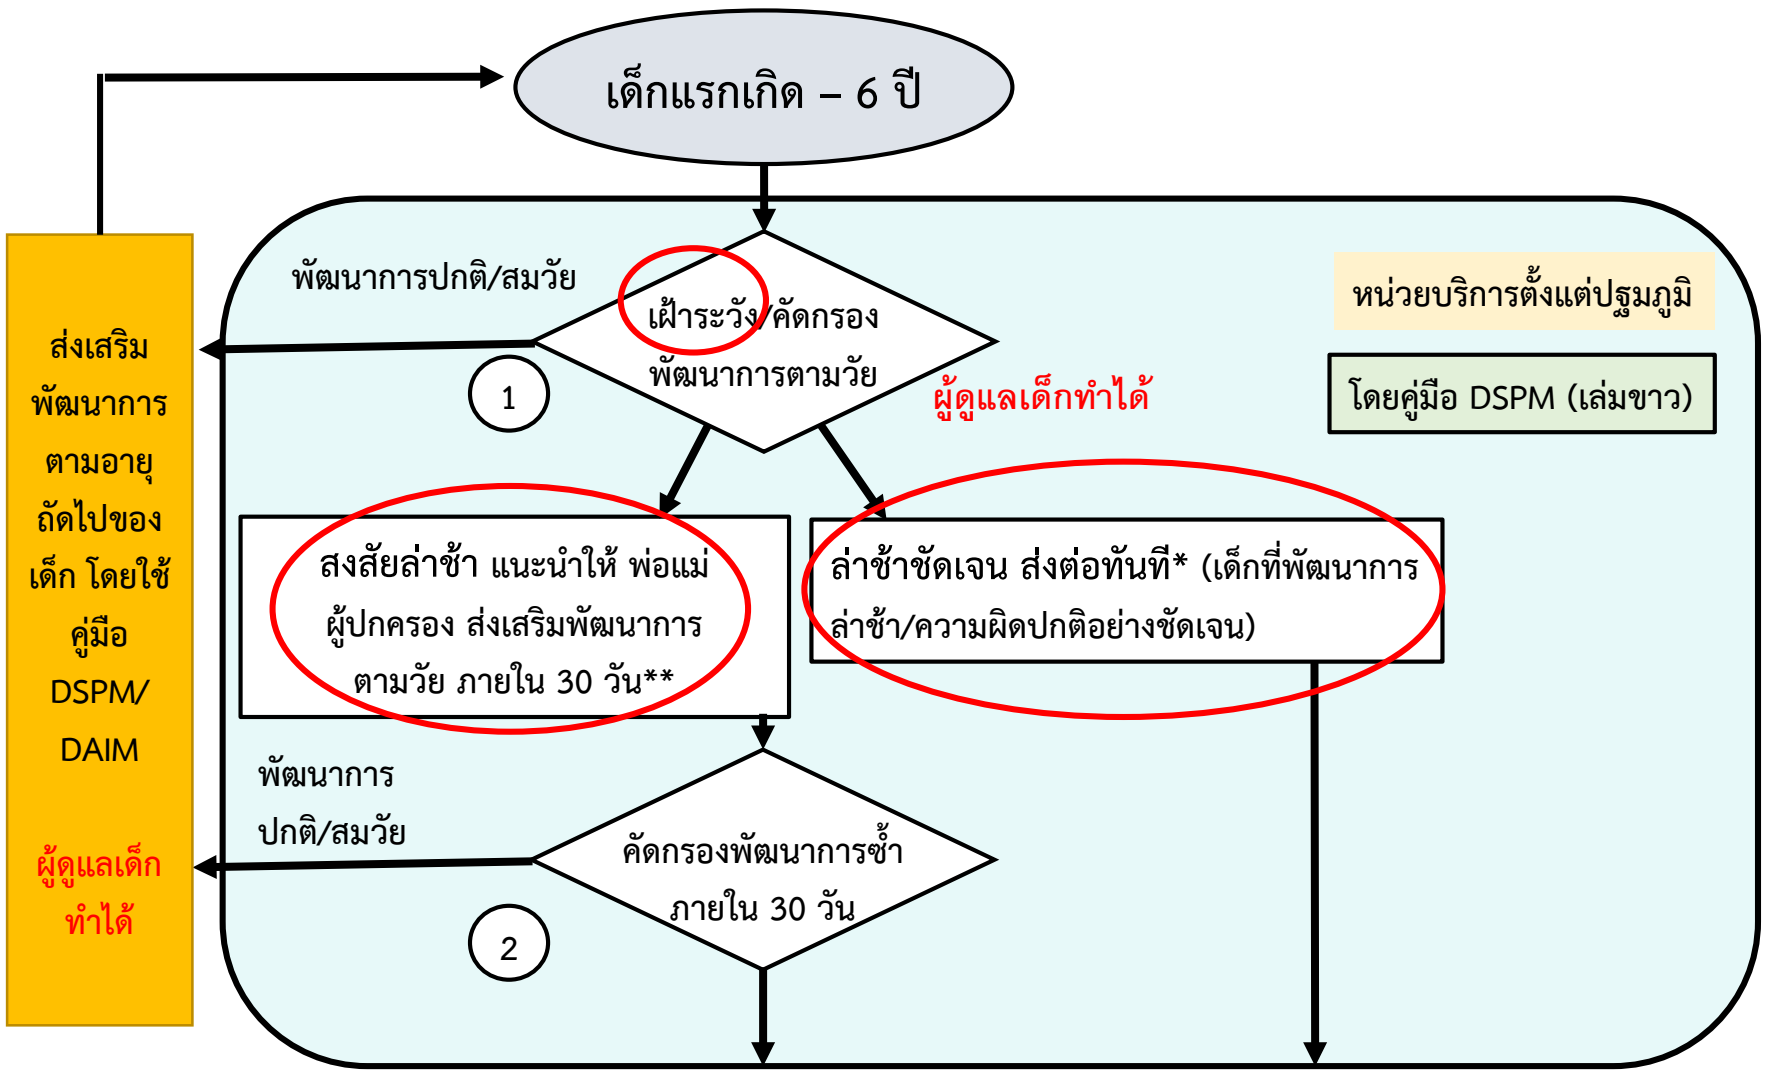 เด็กแรกเกิด – 6 ปี
พัฒนาการปกติ/สมวัย
เฝ้าระวัง/คัดกรอง
พัฒนาการตามวัย
1
ผู้ดูแลเด็กทำได้
หน่วยบริการตั้งแต่ปฐมภูมิ
โดยคู่มือ DSPM (เล่มขาว)
ส่งเสริม
พัฒนาการ
ตามอายุ
ถัดไปของ
เด็ก โดยใช้
คู่มือ
DSPM/
DAIM
ผู้ดูแลเด็ก
ทำได้
สงสัยล่าช้า แนะนำให้ พ่อแม่
ผู้ปกครอง ส่งเสริมพัฒนาการ
ตามวัย ภายใน 30 วัน**
ล่าช้าชัดเจน ส่งต่อทันที* (เด็กที่พัฒนาการ
ล่าช้า/ความผิดปกติอย่างชัดเจน)
พัฒนาการ
ปกติ/สมวัย
คัดกรองพัฒนาการซ้ำ
ภายใน 30 วัน
2